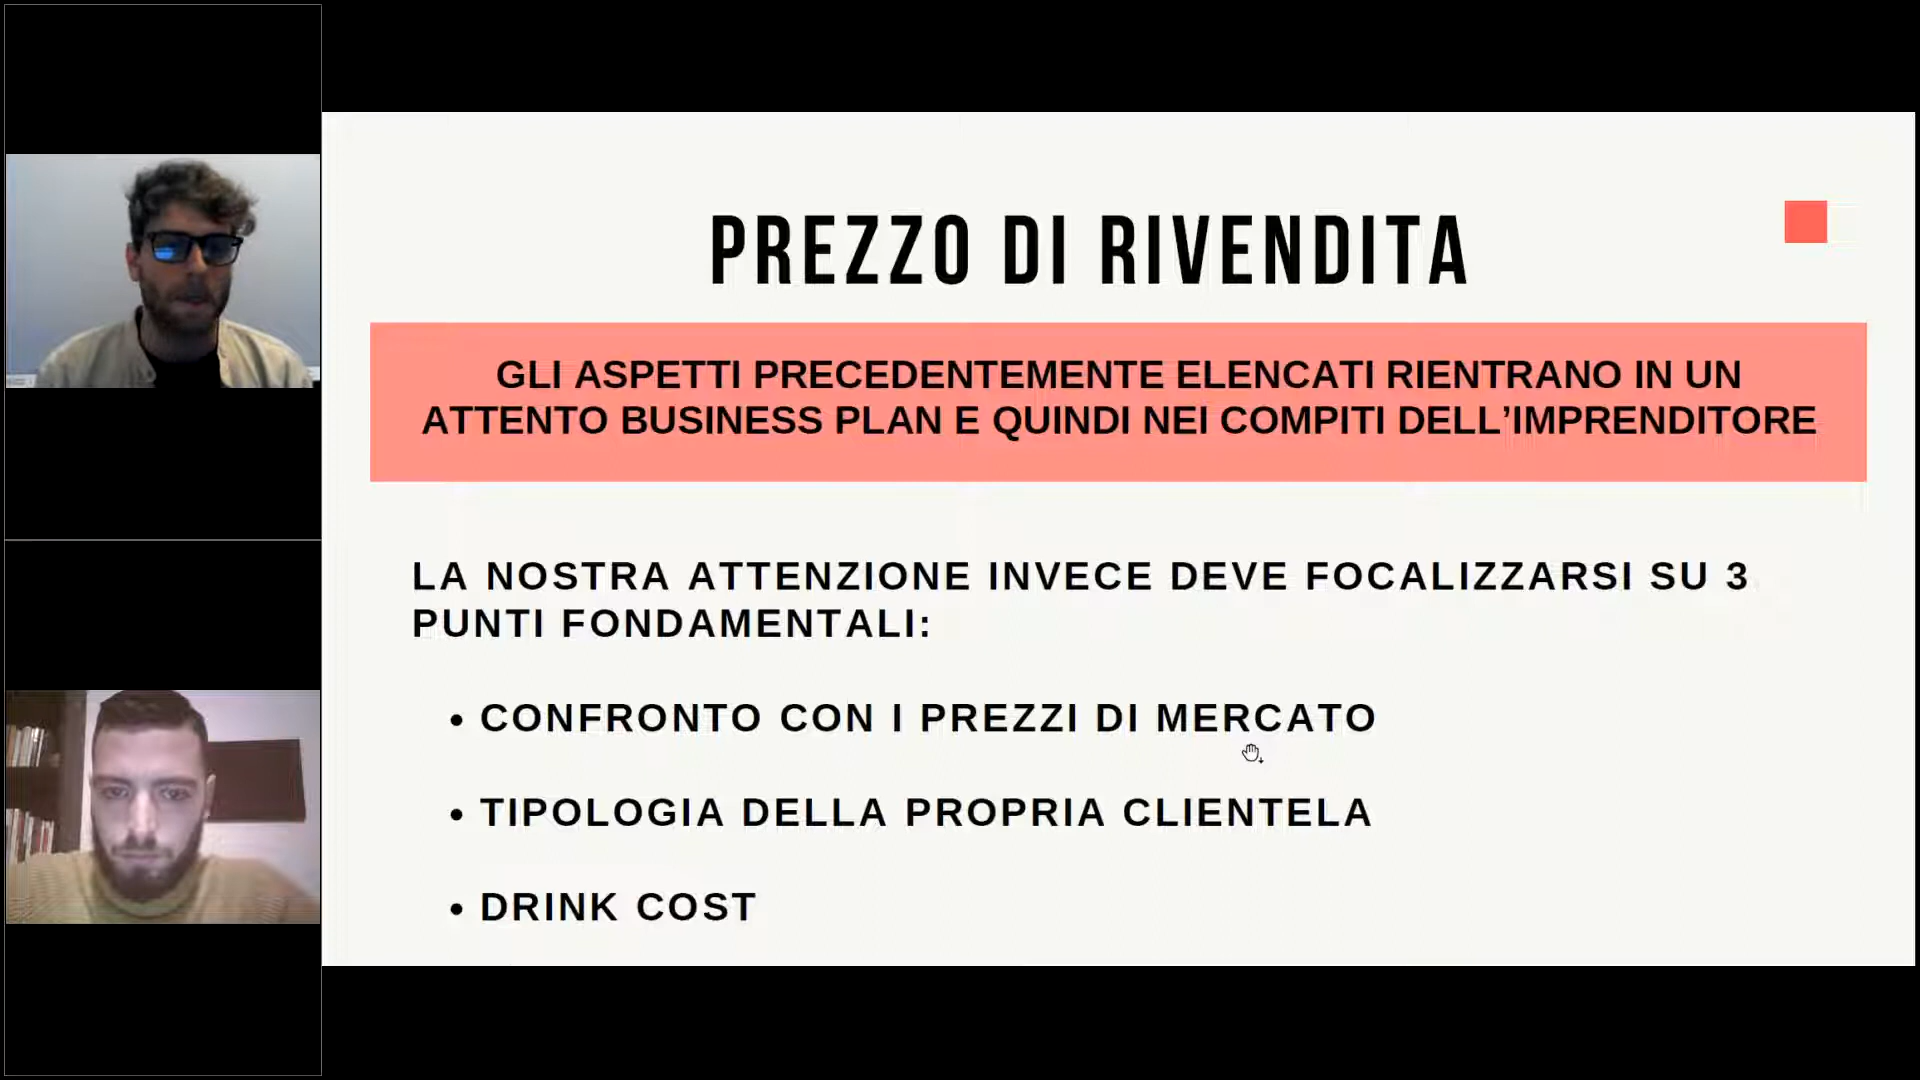 PREZZO DI RIVENDITA
GLI ASPETTI PRECEDENTEMENTE ELENCATI RIENTRANO IN UN
ATTENTO BUSINESS PLAN E QUINDI NEI COMPITI DELL’IMPRENDITORE
LA NOSTRA ATTENZIONE INVECE DEVE FOCALIZZARSI SU 3
PUNTI FONDAMENTALI:
• CONFRONTO CON I PREZZI DI MERCATO
• TIPOLOGIA DELLA PROPRIA CLIENTELA
• DRINK COST